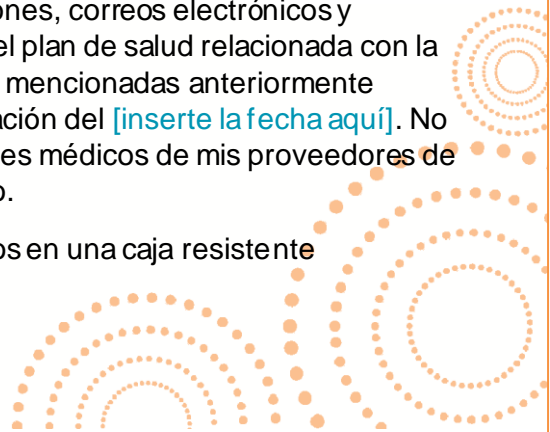 ones, correos electrónicos y
el plan de salud relacionada con la
mencionadas anteriormente
ación del [inserte la fecha aquí]. No
es médicos de mis proveedores de
o.
os en una caja resistente